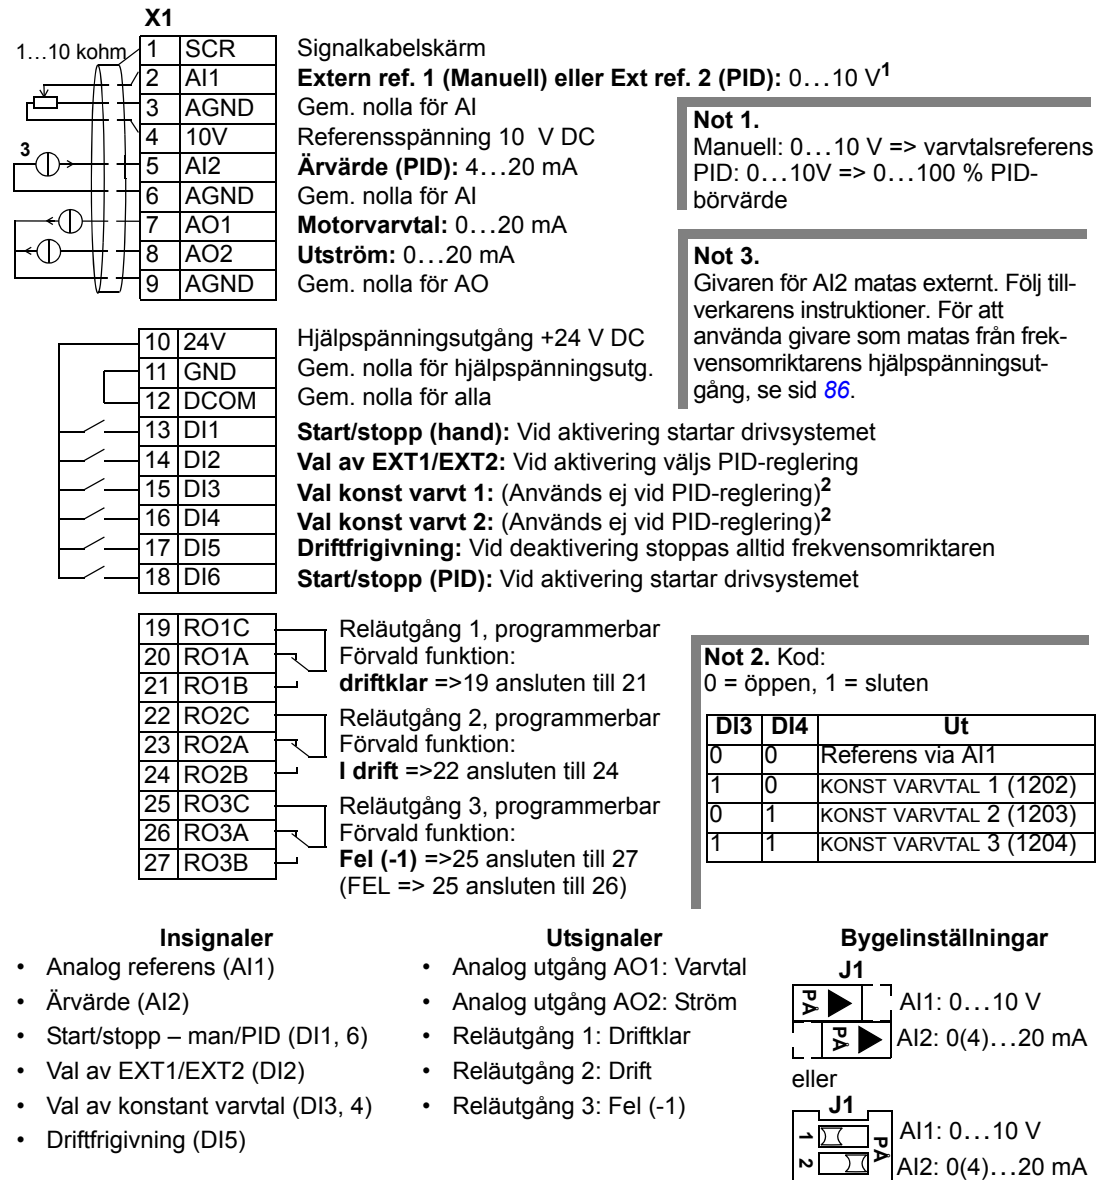 X1
1…10 kohm
1 SCR Signalkabelskärm
2 AI1 Extern ref. 1 (Manuell) eller Ext ref. 2 (PID): 0…10 V1
3 AGND Gem. nolla för AI
4 10V Referensspänning 10 V DC
3
5 AI2 Ärvärde (PID): 4…20 mA
6 AGND Gem. nolla för AI
7 AO1 Motorvarvtal: 0…20 mA
8 AO2 Utström: 0…20 mA
9 AGND Gem. nolla för AO
Not 1.
Manuell: 0…10 V => varvtalsreferens
PID: 0…10V => 0…100 % PID-
börvärde
Not 3.
Givaren för AI2 matas externt. Följ till-
verkarens instruktioner. För att
använda givare som matas från frek-
vensomriktarens hjälpspänningsut-
gång, se sid 86.
10 24V Hjälpspänningsutgång +24 V DC
11 GND Gem. nolla för hjälpspänningsutg.
12 DCOM Gem. nolla för alla
13 DI1 Start/stopp (hand): Vid aktivering startar drivsystemet
14 DI2 Val av EXT1/EXT2: Vid aktivering väljs PID-reglering
15 DI3 Val konst varvt 1: (Används ej vid PID-reglering)2
16 DI4 Val konst varvt 2: (Används ej vid PID-reglering)2
17 DI5 Driftfrigivning: Vid deaktivering stoppas alltid frekvensomriktaren
18 DI6 Start/stopp (PID): Vid aktivering startar drivsystemet
19 RO1C Reläutgång 1, programmerbar
20 RO1A Förvald funktion:
21 RO1B driftklar =>19 ansluten till 21
22 RO2C Reläutgång 2, programmerbar
23 RO2A Förvald funktion:
24 RO2B I drift =>22 ansluten till 24
25 RO3C Reläutgång 3, programmerbar
26 RO3A Förvald funktion:
27 RO3B Fel (-1) =>25 ansluten till 27
(FEL => 25 ansluten till 26)
Not 2. Kod:
0 = öppen, 1 = sluten
DI3 DI4 Ut
0 0 Referens via AI1
1 0 KONST VARVTAL 1 (1202)
0 1 KONST VARVTAL 2 (1203)
1 1 KONST VARVTAL 3 (1204)
Insignaler
• Analog referens (AI1)
• Ärvärde (AI2)
• Start/stopp – man/PID (DI1, 6)
• Val av EXT1/EXT2 (DI2)
• Val av konstant varvtal (DI3, 4)
• Driftfrigivning (DI5)
Utsignaler
• Analog utgång AO1: Varvtal
• Analog utgång AO2: Ström
• Reläutgång 1: Driftklar
• Reläutgång 2: Drift
• Reläutgång 3: Fel (-1)
Bygelinställningar
J1
PÅ AI1: 0…10 V
PÅ AI2: 0(4)…20 mA
eller
J1
1 AI1: 0…10 V
PÅ
2 AI2: 0(4)…20 mA